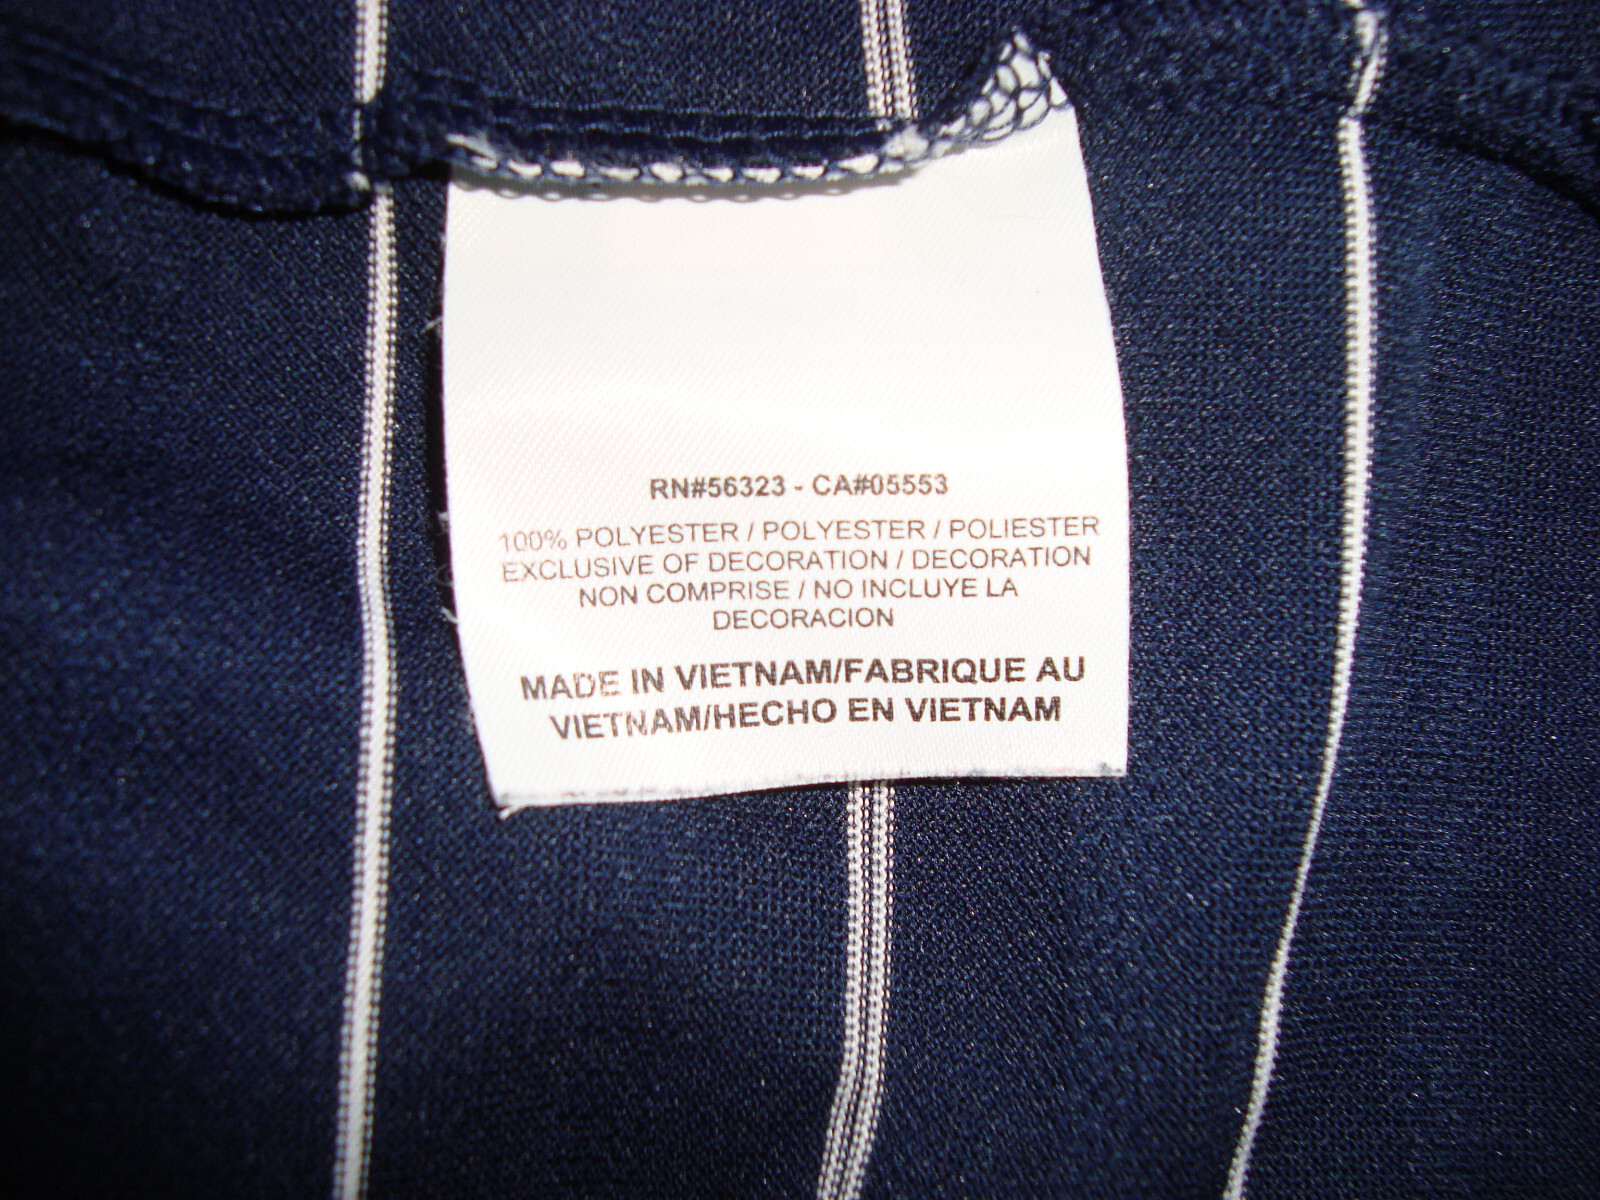 RN#56323 - CA#05553
100% POLYESTER / POLYESTER / POLIESTER
EXCLUSIVE OF DECORATION / DECORATION
NON COMPRISE / NO INCLUYE LA
DECORACION
MADE IN VIETNAM/FABRIQUE AU
VIETNAM/HECHO EN VIETNAM